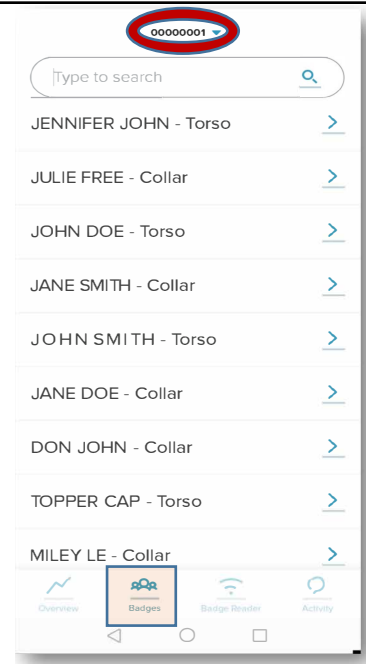 00000001
Type to search
JENNIFER JOHN - Torso
JULIE FREE - Collar
JOHN DOE - Torso
JANE SMITH - Collar
JOHN SMITH - Torso
JANE DOE - Collar
DON JOHN - Collar
TOPPER CAP - Torso
MILEY LE - Collar
Overview Badges Badge Reader Activity